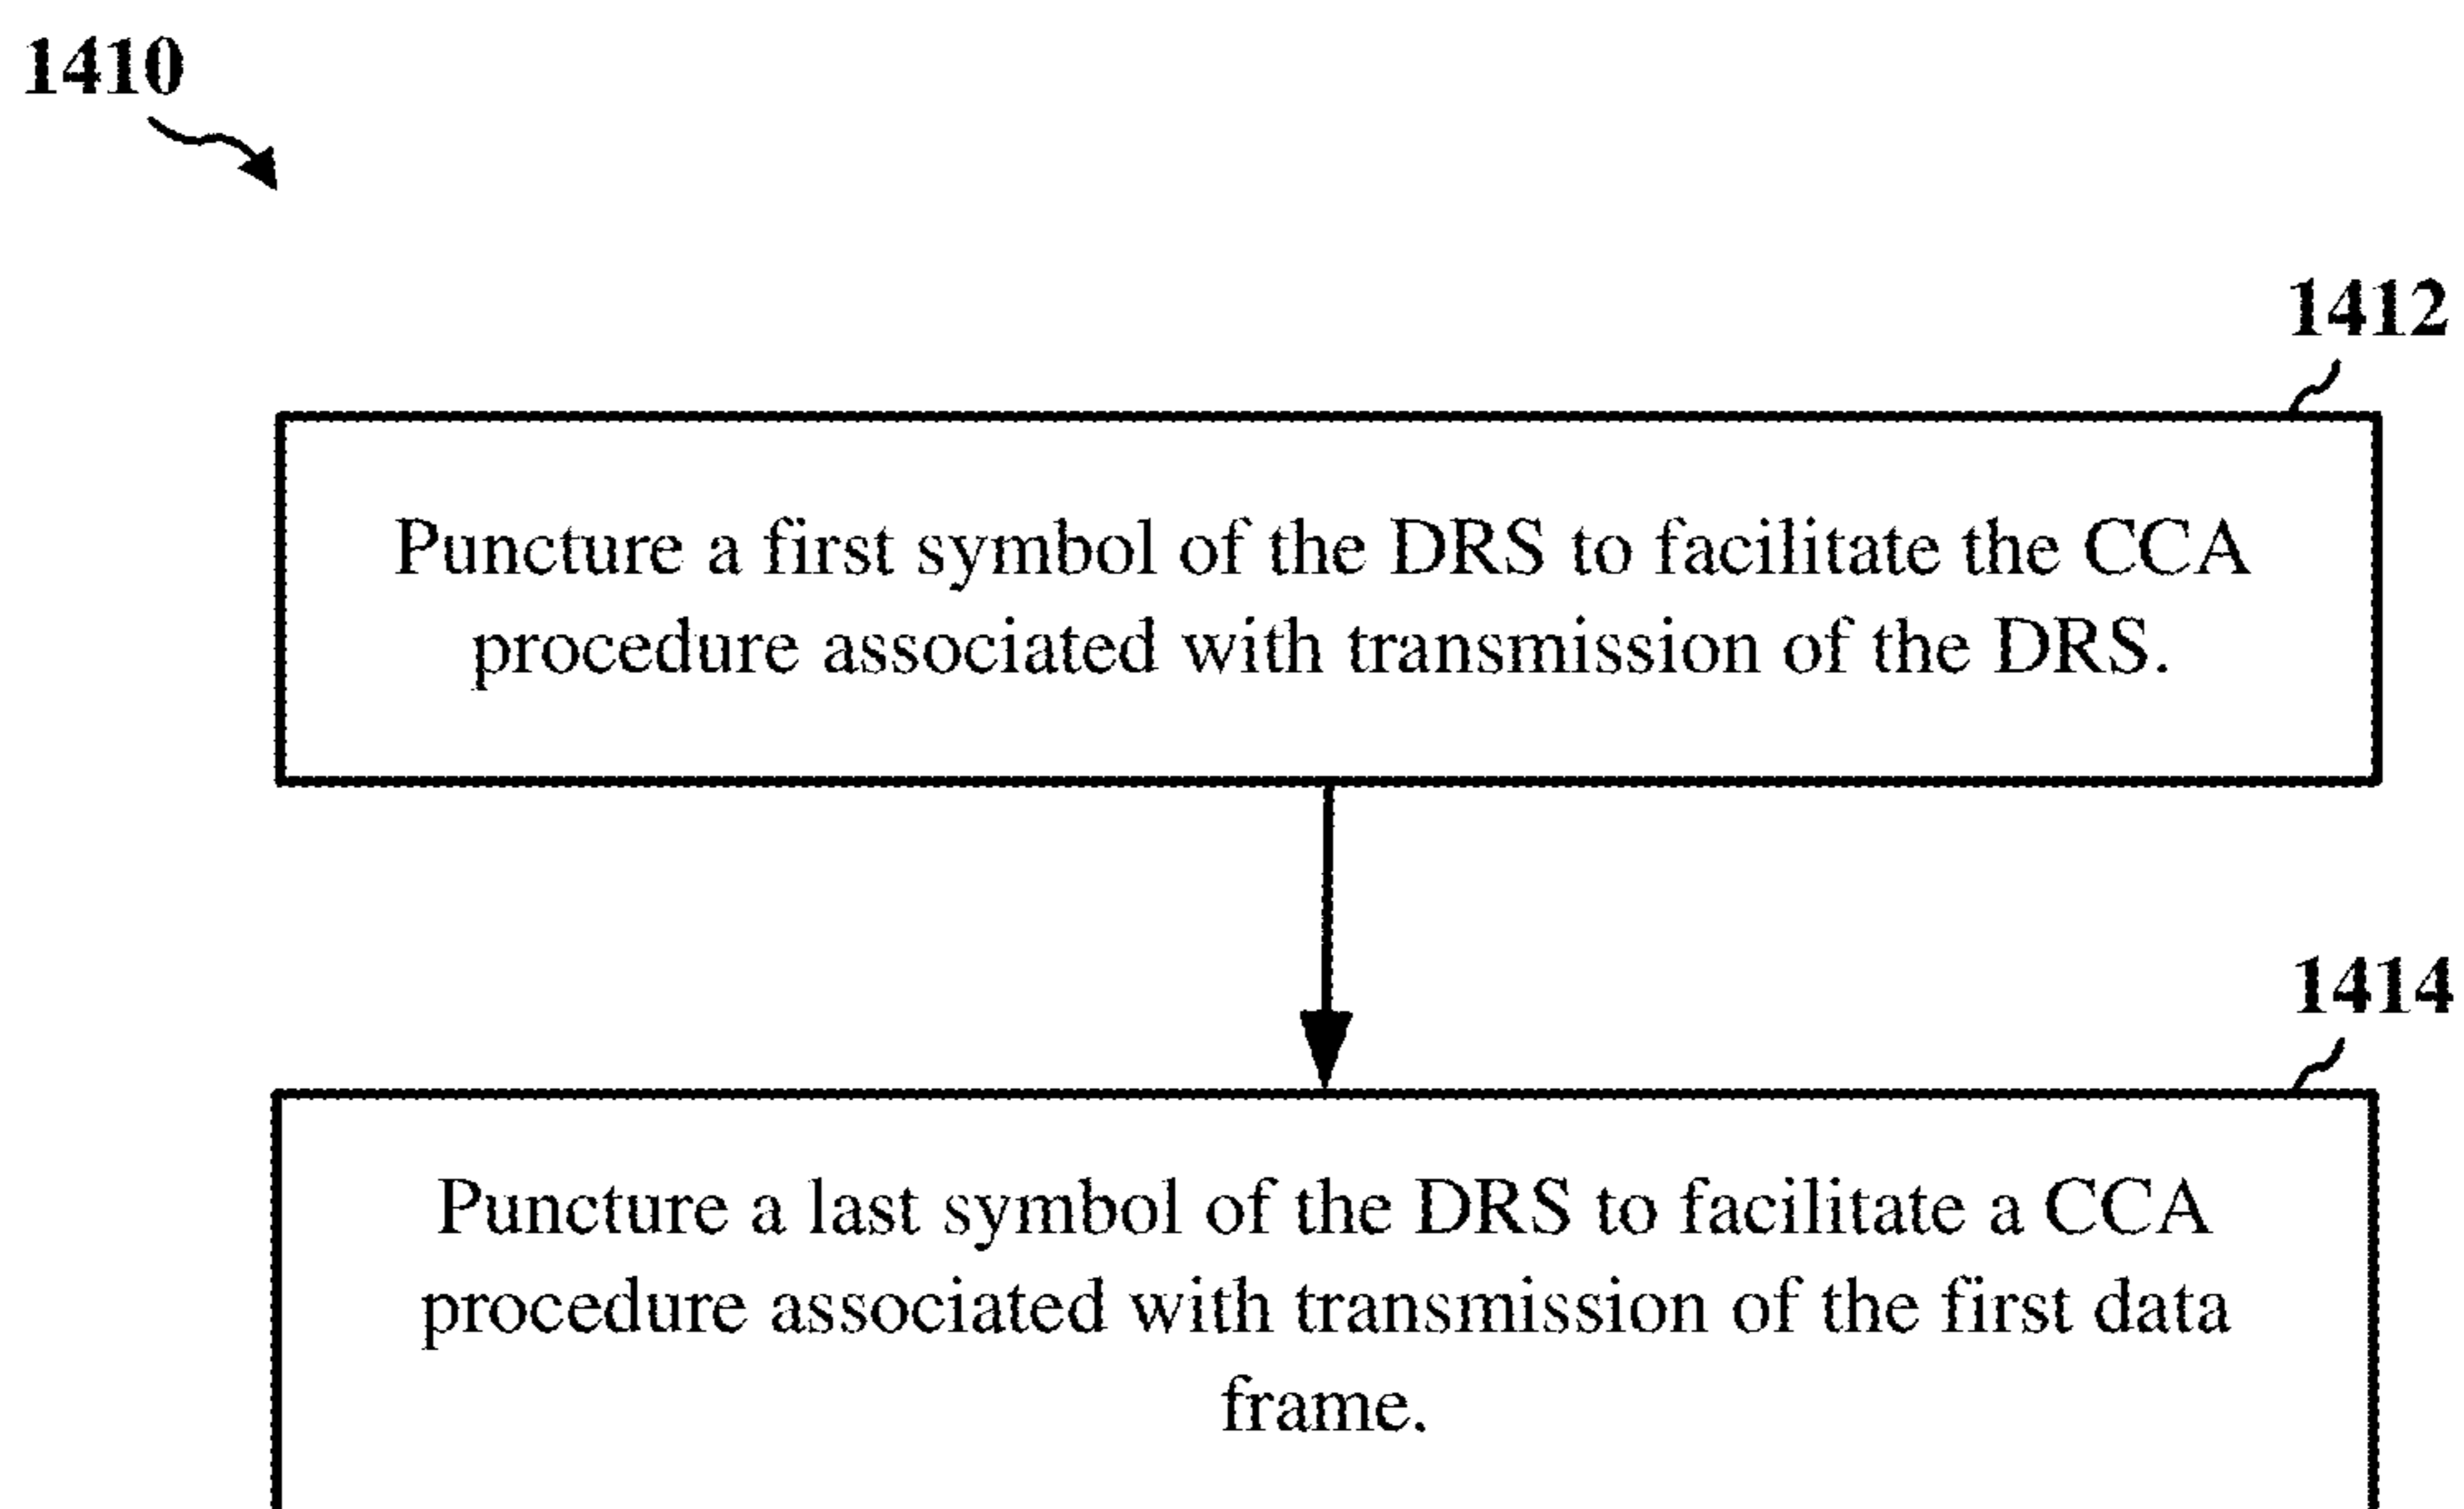 1410
1412
Puncture a first symbol of the DRS to facilitate the CCA
procedure associated with transmission of the DRS.
1414
Puncture a last symbol of the DRS to facilitate a CCA
procedure associated with transmission of the first data
frame.